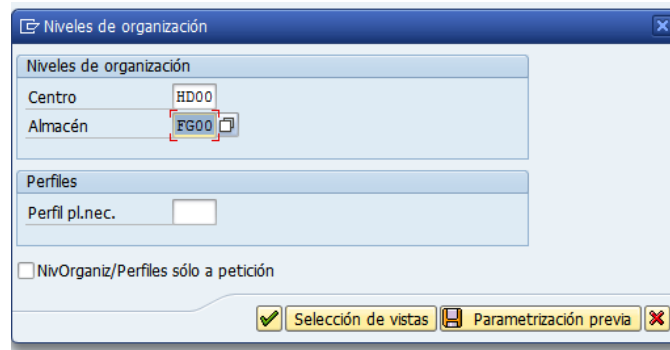 Niveles de organización
Niveles de organización
Centro HD00
Almacén FG00
Perfiles
Perfil pl.nec.
NivOrganiz/Perfiles sólo a petición
Selección de vistas Parametrización previa